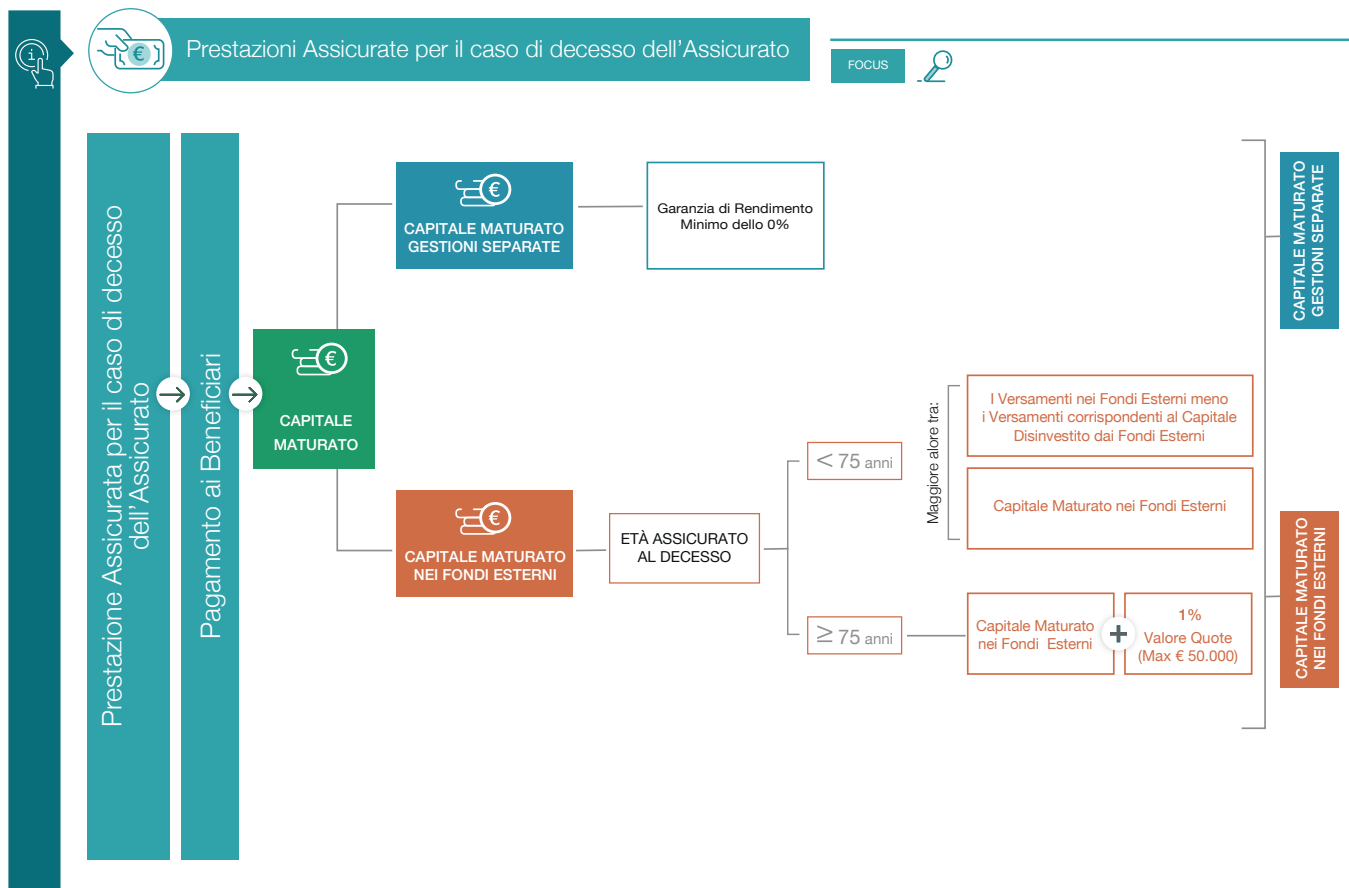 Prestazioni Assicurate per il caso di decesso dell'Assicurato
FOCUS
Prestazione Assicurata per il caso di decesso
dell'Assicurato
Pagamento ai Beneficiari
€
CAPITALE
MATURATO
€
CAPITALE MATURATO
GESTIONI SEPARATE
Garanzia di Rendimento
Minimo dello 0%
€
CAPITALE MATURATO
NEI FONDI ESTERNI
ETÀ ASSICURATO
AL DECESSO
< 75 anni
Maggiore alore tra:
I Versamenti nei Fondi Esterni meno
i Versamenti corrispondenti al Capitale
Disinvestito dai Fondi Esterni
Capitale Maturato nei Fondi Esterni
≥ 75 anni
Capitale Maturato
nei Fondi Esterni
+
1%
Valore Quote
(Max € 50.000)
CAPITALE MATURATO
GESTIONI SEPARATE
CAPITALE MATURATO
NEI FONDI ESTERNI